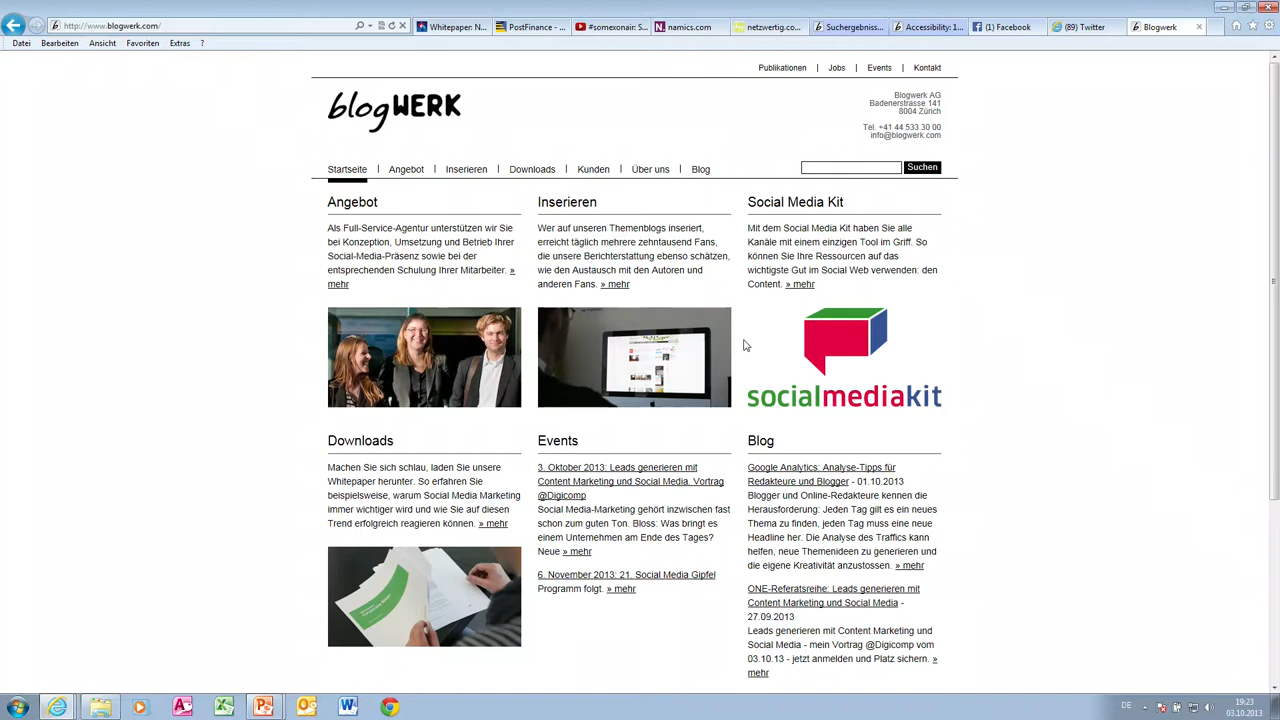 http://www.blogwerk.com/
Whitepaper: N...
PostFinance - ...
#somexonair: S...
namics.com
netzwertig.co...
Suchergebniss...
Accessibility: 1...
(1) Facebook
(89) Twitter
Blogwerk
Datei Bearbeiten Ansicht Favoriten Extras ?
Publikationen | Jobs | Events | Kontakt
blogWERK
Blogwerk AG
Badenerstrasse 141
8004 Zürich
Tel. +41 44 533 30 00
info@blogwerk.com
Startseite | Angebot | Inserieren | Downloads | Kunden | Über uns | Blog
Suchen
Angebot
Als Full-Service-Agentur unterstützen wir Sie
bei Konzeption, Umsetzung und Betrieb Ihrer
Social-Media-Präsenz sowie bei der
entsprechenden Schulung Ihrer Mitarbeiter. »
mehr
Inserieren
Wer auf unseren Themenblogs inseriert,
erreicht täglich mehrere zehntausend Fans,
die unsere Berichterstattung ebenso schätzen,
wie den Austausch mit den Autoren und
anderen Fans. » mehr
Social Media Kit
Mit dem Social Media Kit haben Sie alle
Kanäle mit einem einzigen Tool im Griff. So
können Sie Ihre Ressourcen auf das
wichtigste Gut im Social Web verwenden: den
Content. » mehr
socialmediakit
Downloads
Machen Sie sich schlau, laden Sie unsere
Whitepaper herunter. So erfahren Sie
beispielsweise, warum Social Media Marketing
immer wichtiger wird und wie Sie auf diesen
Trend erfolgreich reagieren können. » mehr
Events
3. Oktober 2013: Leads generieren mit
Content Marketing und Social Media. Vortrag
@Digicomp
Social Media-Marketing gehört inzwischen fast
schon zum guten Ton. Bloss: Was bringt es
einem Unternehmen am Ende des Tages?
Neue » mehr
6. November 2013: 21. Social Media Gipfel
Programm folgt. » mehr
Blog
Google Analytics: Analyse-Tipps für
Redakteure und Blogger - 01.10.2013
Blogger und Online-Redakteure kennen die
Herausforderung: Jeden Tag gilt es ein neues
Thema zu finden, jeden Tag muss eine neue
Headline her. Die Analyse des Traffics kann
helfen, neue Themenideen zu generieren und
die eigene Kreativität anzustossen. » mehr
ONE-Referatsreihe: Leads generieren mit
Content Marketing und Social Media -
27.09.2013
Leads generieren mit Content Marketing und
Social Media - mein Vortrag @Digicomp vom
03.10.13 - jetzt anmelden und Platz sichern. »
mehr
DE
19:23
03.10.2013